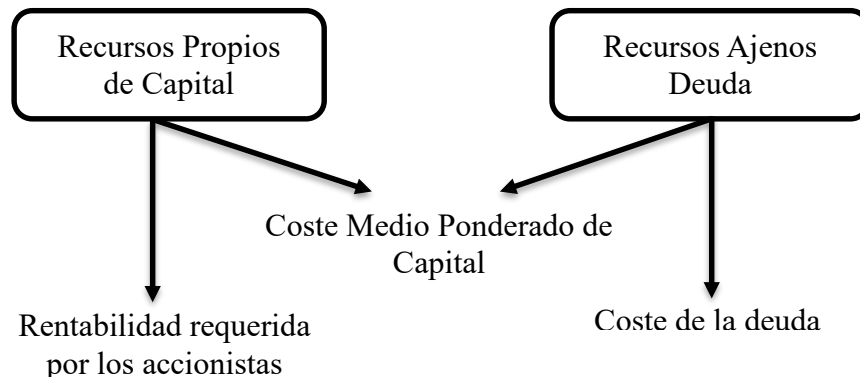 Recursos Propios
de Capital
Recursos Ajenos
Deuda
Coste Medio Ponderado de
Capital
Rentabilidad requerida
por los accionistas
Coste de la deuda